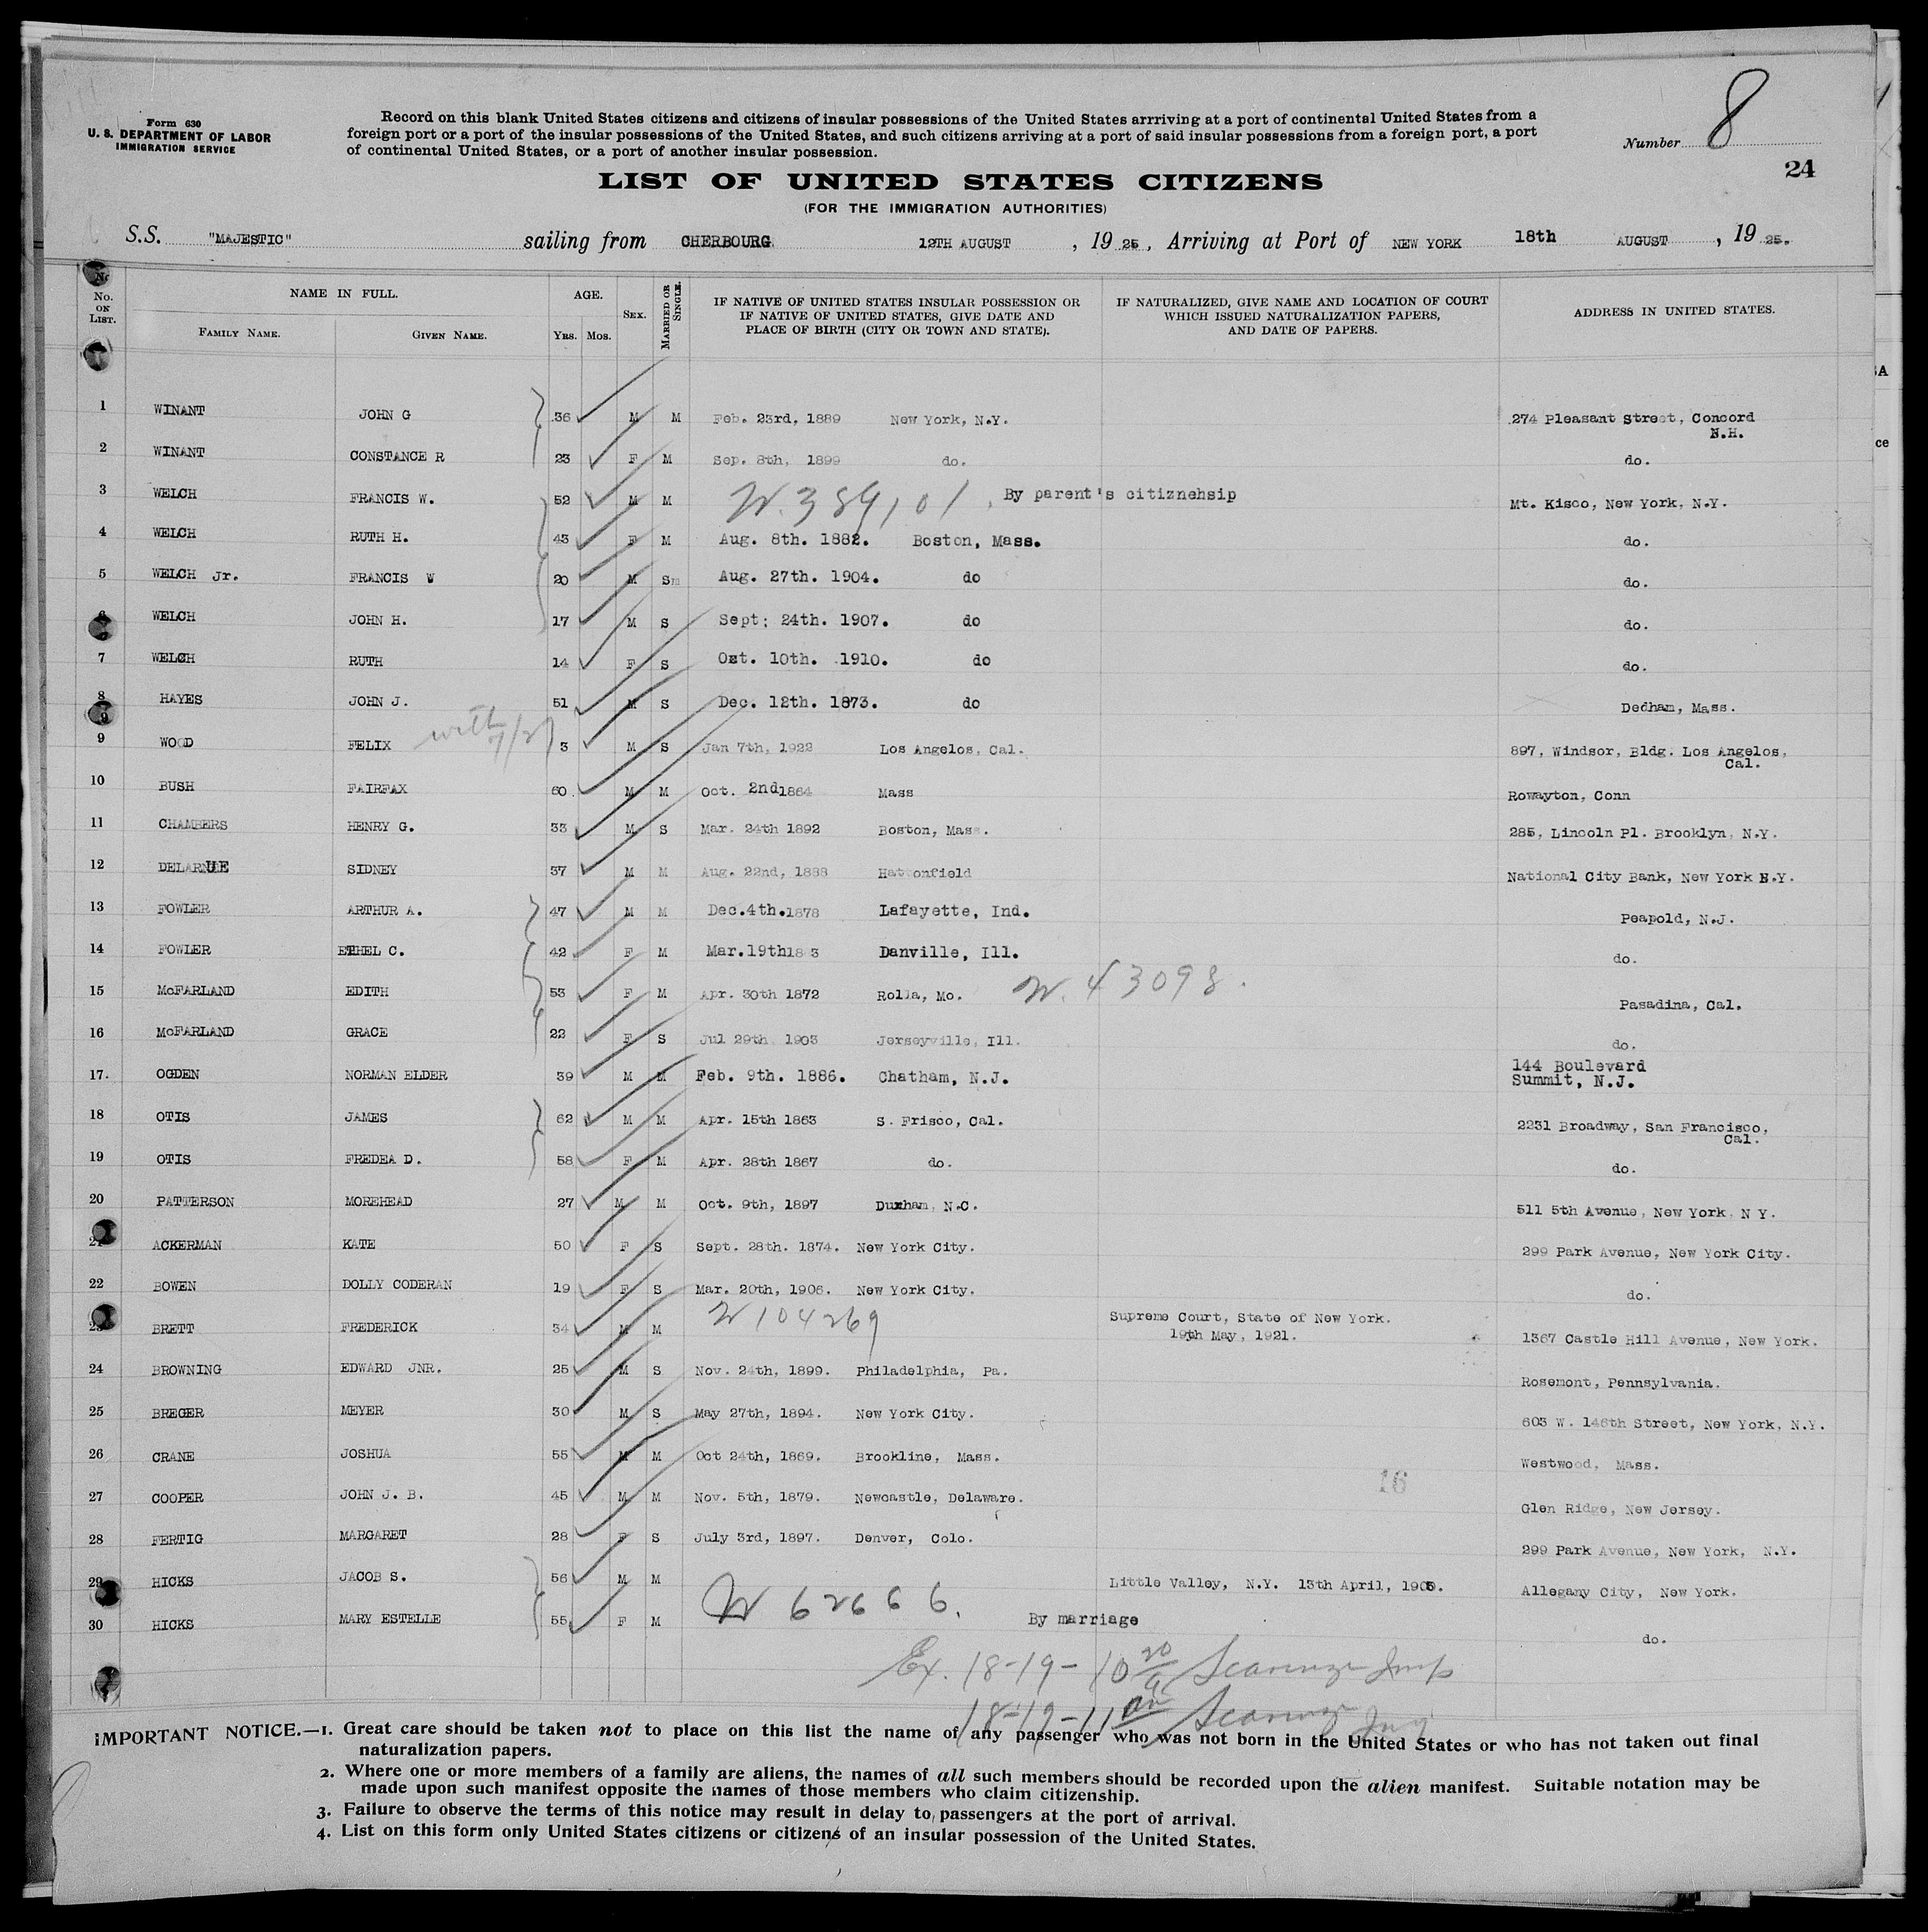 Form 630
U. S. DEPARTMENT OF LABOR
IMMIGRATION SERVICE
Record on this blank United States citizens and citizens of insular possessions of the United States arrriving at a port of continental United States from a
foreign port or a port of the insular possessions of the United States, and such citizens arriving at a port of said insular possessions from a foreign port, a port
of continental United States, or a port of another insular possession.
Number 8
24
LIST OF UNITED STATES CITIZENS
(FOR THE IMMIGRATION AUTHORITIES)
S.S. "MAJESTIC" sailing from CHERBOURG 12TH AUGUST, 19 25, Arriving at Port of NEW YORK 18th AUGUST, 19 25.
No. ON LIST. NAME IN FULL. FAMILY NAME. GIVEN NAME. AGE. YRS. MOS. SEX. MARRIED OR SINGLE.
IF NATIVE OF UNITED STATES INSULAR POSSESSION OR IF NATIVE OF UNITED STATES, GIVE DATE AND PLACE OF BIRTH (CITY OR TOWN AND STATE).
IF NATURALIZED, GIVE NAME AND LOCATION OF COURT WHICH ISSUED NATURALIZATION PAPERS, AND DATE OF PAPERS.
ADDRESS IN UNITED STATES.
1 WINANT JOHN G 36 M M Feb. 23rd, 1889 New York, N.Y. 274 Pleasant Street, Concord N.H.
2 WINANT CONSTANCE R 23 F M Sep. 8th, 1899 do. do.
3 WELCH FRANCIS W. 52 M M W. 384,101 By parent's citiznehsip Mt. Kisco, New York, N.Y.
4 WELCH RUTH H. 43 F M Aug. 8th. 1882. Boston, Mass. do.
5 WELCH Jr. FRANCIS W 20 M S Aug. 27th. 1904. do do.
6 WELCH JOHN H. 17 M S Sept: 24th. 1907. do do.
7 WELCH RUTH 14 F S Oct. 10th. 1910. do do.
8 HAYES JOHN J. 51 M S Dec. 12th. 1873. do Dedham, Mass.
9 WOOD FELIX with 7/2 3 M S Jan 7th, 1922 Los Angelos, Cal. 897, Windsor, Bldg. Los Angelos, Cal.
10 BUSH FAIRFAX 60 M M Oct. 2nd 1864 Mass Rowayton, Conn
11 CHAMBERS HENRY G. 33 M S Mar. 24th 1892 Boston, Mass. 285, Lincoln Pl. Brooklyn, N.Y.
12 DELARUE SIDNEY 37 M M Aug. 22nd, 1888 Hattonfield National City Bank, New York N.Y.
13 FOWLER ARTHUR A. 47 M M Dec.4th.1878 Lafayette, Ind. Peapold, N.J.
14 FOWLER ETHEL C. 42 F M Mar.19th 1883 Danville, Ill. do.
15 McFARLAND EDITH 53 F M Apr. 30th 1872 Rolla, Mo. W. 43098. Pasadina, Cal.
16 McFARLAND GRACE 22 F S Jul 29th 1903 Jerseyville, Ill. do.
17. OGDEN NORMAN ELDER 39 M M Feb. 9th. 1886. Chatham, N.J. 144 Boulevard Summit, N.J.
18 OTIS JAMES 62 M M Apr. 15th 1863 S. Frisco, Cal. 2231 Broadway, San Francisco, Cal.
19 OTIS FREDEA D. 58 F M Apr. 28th 1867 do. do.
20 PATTERSON MOREHEAD 27 M M Oct. 9th, 1897 Durham, N.C. 511 5th Avenue, New York N Y.
21 ACKERMAN KATE 50 F S Sept. 28th. 1874. New York City. 299 Park Avenue, New York City.
22 BOWEN DOLLY CODERAN 19 F S Mar. 20th, 1906. New York City. do.
23 BRETT FREDERICK 34 M M W 104269 Supreme Court, State of New York. 19th May, 1921. 1367 Castle Hill Avenue, New York.
24 BROWNING EDWARD JNR. 25 M S Nov. 24th, 1899. Philadelphia, Pa. Rosemont, Pennsylvania.
25 BREGER MEYER 30 M S May 27th, 1894. New York City. 603 W. 146th Street, New York, N.Y.
26 CRANE JOSHUA 55 M M Oct 24th, 1869. Brookline, Mass. Westwood, Mass.
16
27 COOPER JOHN J. B. 45 M M Nov. 5th, 1879. Newcastle, Delaware. Glen Ridge, New Jersey.
28 FERTIG MARGARET 28 F S July 3rd, 1897. Denver, Colo. 299 Park Avenue, New York, N.Y.
29 HICKS JACOB S. 56 M M Little Valley, N.Y. 13th April, 1905. Allegany City, New York.
30 HICKS MARY ESTELLE 55 F M W 62666. By marriage do.
Ex. 18-19-10 20/a
18-19-11
IMPORTANT NOTICE.—1. Great care should be taken not to place on this list the name of any passenger who was not born in the United States or who has not taken out final
naturalization papers.
2. Where one or more members of a family are aliens, the names of all such members should be recorded upon the alien manifest. Suitable notation may be
made upon such manifest opposite the names of those members who claim citizenship.
3. Failure to observe the terms of this notice may result in delay to passengers at the port of arrival.
4. List on this form only United States citizens or citizens of an insular possession of the United States.